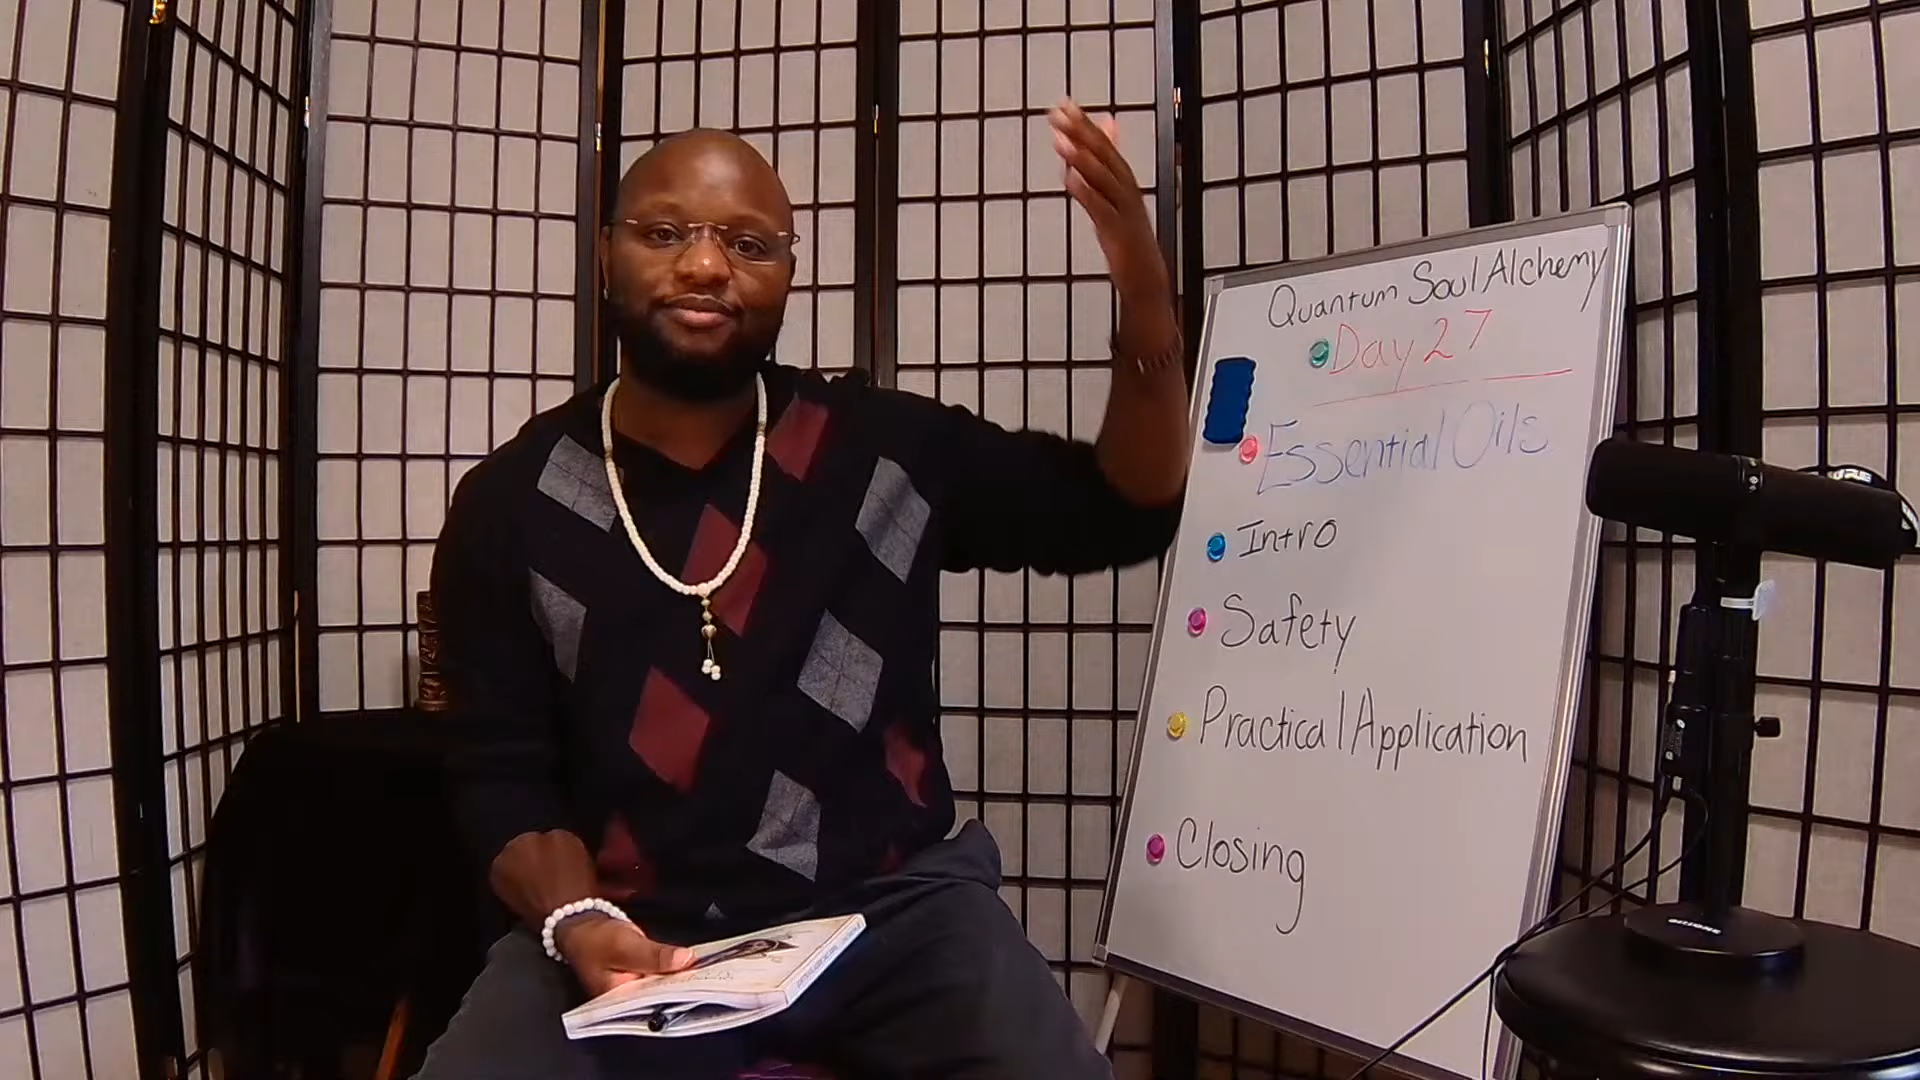 Quantum Soul Alchemy
Day 27
Essential Oils
Intro
Safety
Practical Application
Closing